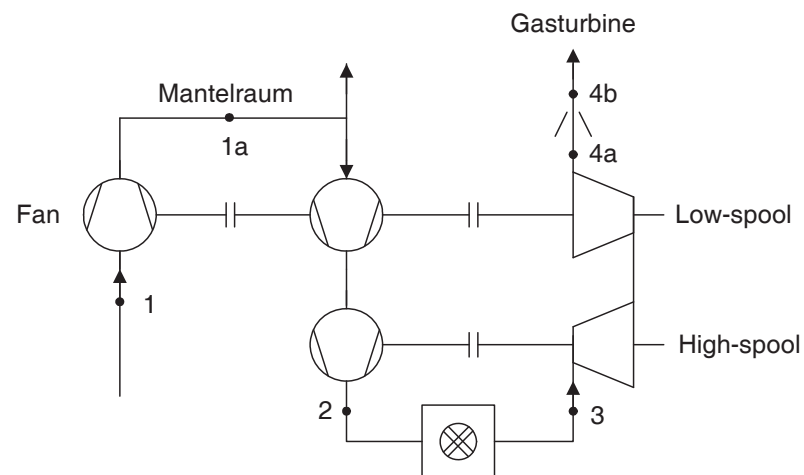 Gasturbine
Mantelraum
4b
1a
4a
Fan
Low-spool
1
High-spool
2
3